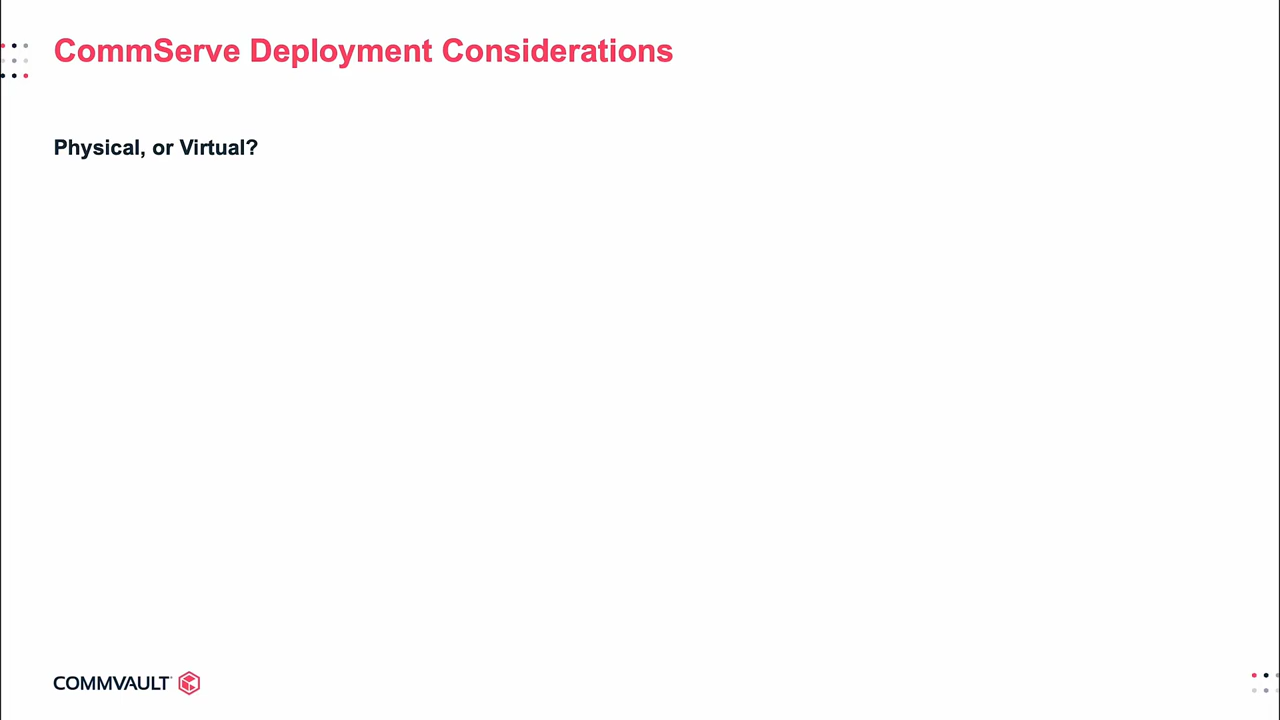 CommServe Deployment Considerations
Physical, or Virtual?
COMMVAULT